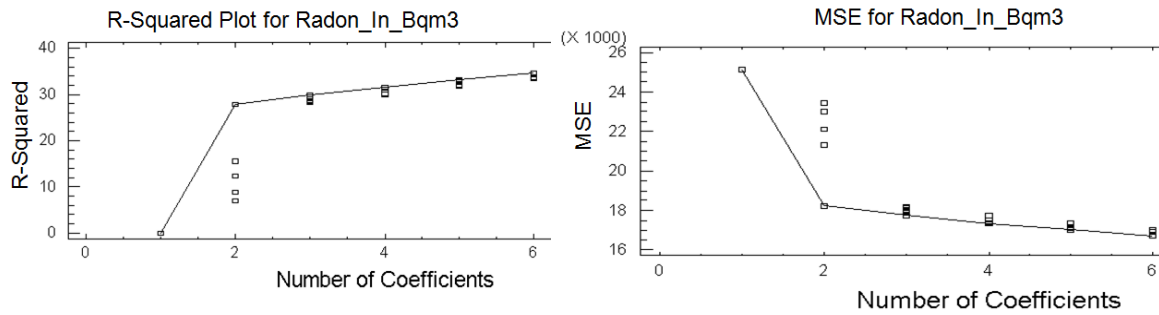 R-Squared Plot for Radon_In_Bqm3
40
30
20
10
0
R-Squared
0 2 4 6
Number of Coefficients
MSE for Radon_In_Bqm3
(X 1000)
26
24
22
20
18
16
MSE
0 2 4 6
Number of Coefficients